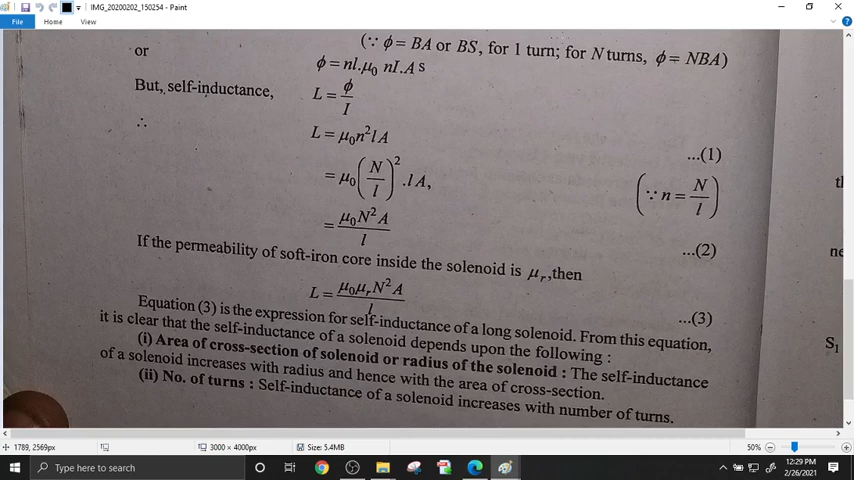 IMG_20200202_150254 - Paint
File Home View
(∵ ϕ = BA or BS, for 1 turn; for N turns, ϕ = NBA)
or
ϕ = nl.μ₀ nI.A s
But, self-inductance, L = ϕ/I
∴ L = μ₀n²lA ...(1)
= μ₀(N/l)².lA, (∵ n = N/l)
= μ₀N²A/l ...(2)
If the permeability of soft-iron core inside the solenoid is μᵣ,then
L = μ₀μᵣN²A/l ...(3)
Equation (3) is the expression for self-inductance of a long solenoid. From this equation,
it is clear that the self-inductance of a solenoid depends upon the following :
(i) Area of cross-section of solenoid or radius of the solenoid : The self-inductance
of a solenoid increases with radius and hence with the area of cross-section.
(ii) No. of turns : Self-inductance of a solenoid increases with number of turns.
S₁
1789, 2569px 3000 × 4000px Size: 5.4MB 50%
Type here to search
12:29 PM
2/26/2021